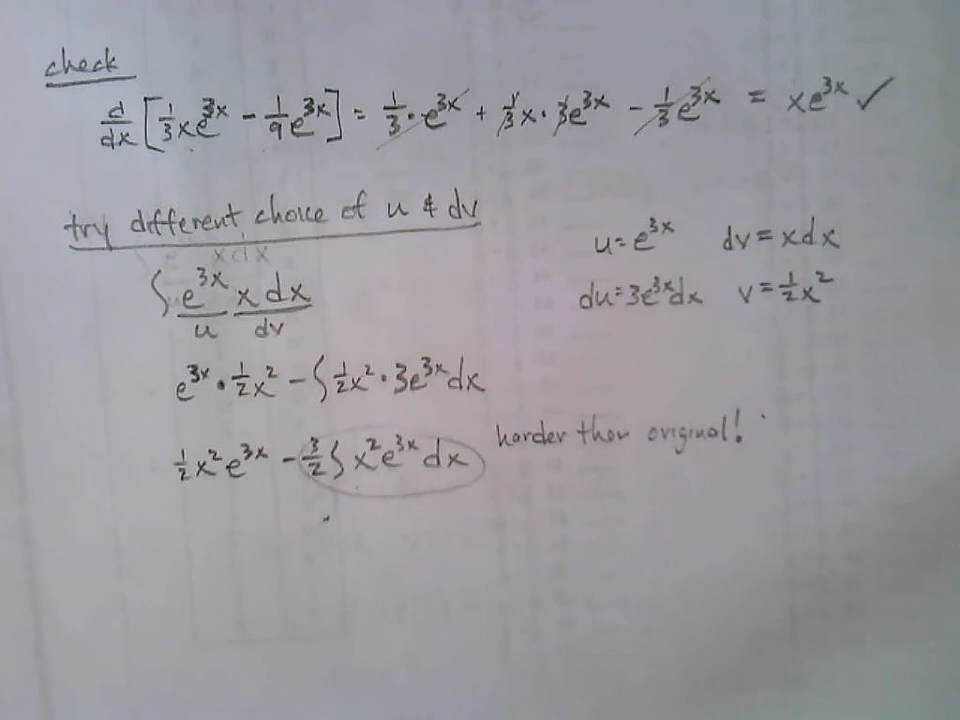 check
d/dx [1/3 xe^3x - 1/9 e^3x] = 1/3 · e^3x + 1/3 x · 3e^3x - 1/3 e^3x = xe^3x ✓
try different choice of u & dv
u = e^3x dv = x dx
xdx
∫ e^3x x dx
du = 3e^3x dx v = 1/2 x^2
u dv
e^3x · 1/2 x^2 - ∫ 1/2 x^2 · 3e^3x dx
1/2 x^2 e^3x - 3/2 ∫ x^2 e^3x dx harder than original!